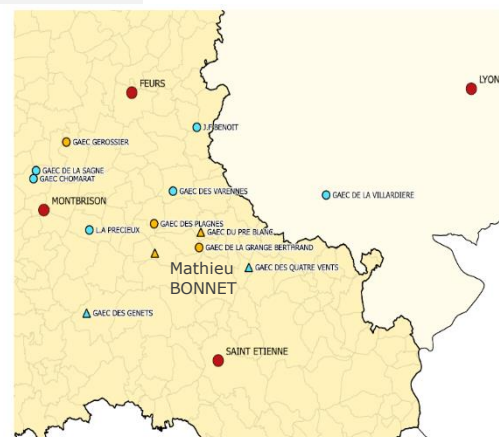 FEURS
LYON
J.F.BENOIT
GAEC GEROSSIER
GAEC DE LA SAGNE
GAEC CHOMARAT
GAEC DES VARENNES
GAEC DE LA VILLARDIERE
MONTBRISON
GAEC DES PLAGNES
L.A PRECIEUX
GAEC DU PRE BLANC
GAEC DE LA GRANGE BERTHRAND
Mathieu
BONNET
GAEC DES QUATRE VENTS
GAEC DES GENETS
SAINT ETIENNE